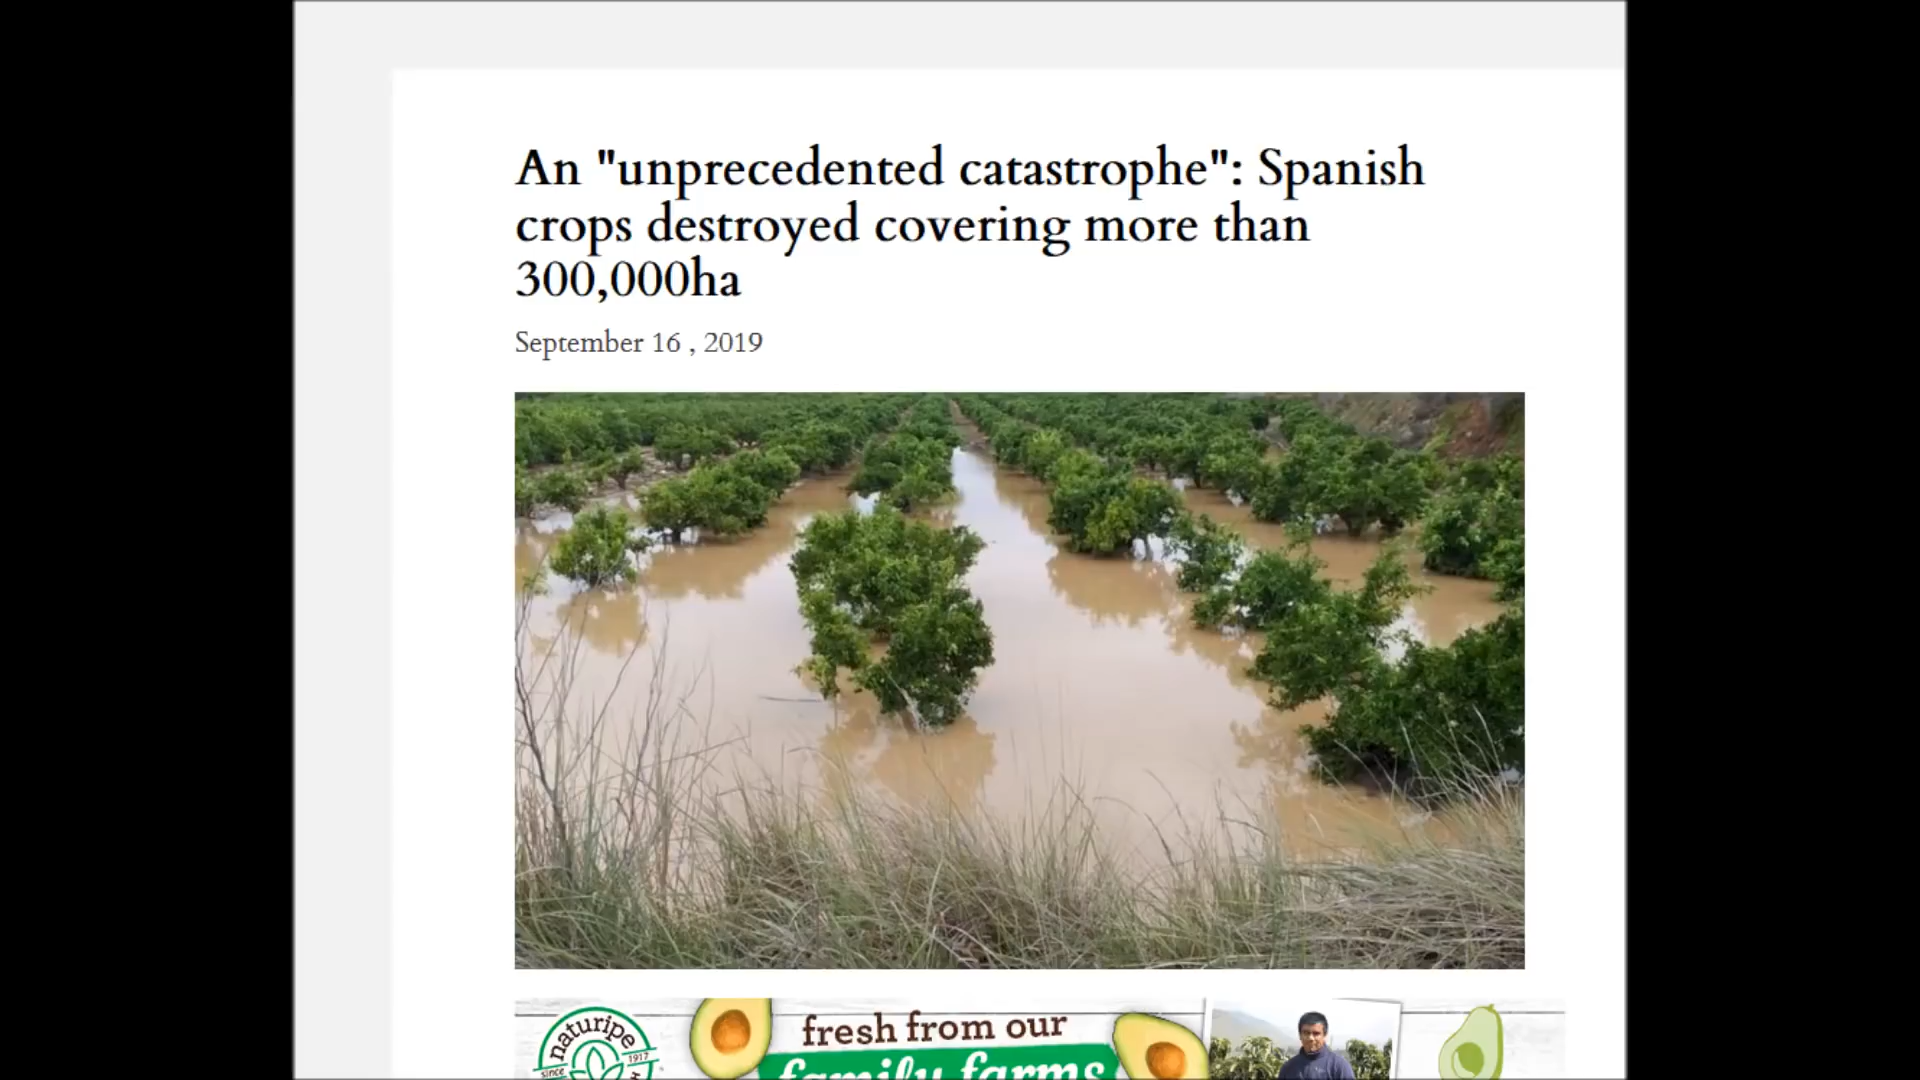 An "unprecedented catastrophe": Spanish
crops destroyed covering more than
300,000ha
September 16 , 2019
naturipe
since
1917
fresh from our
family farms